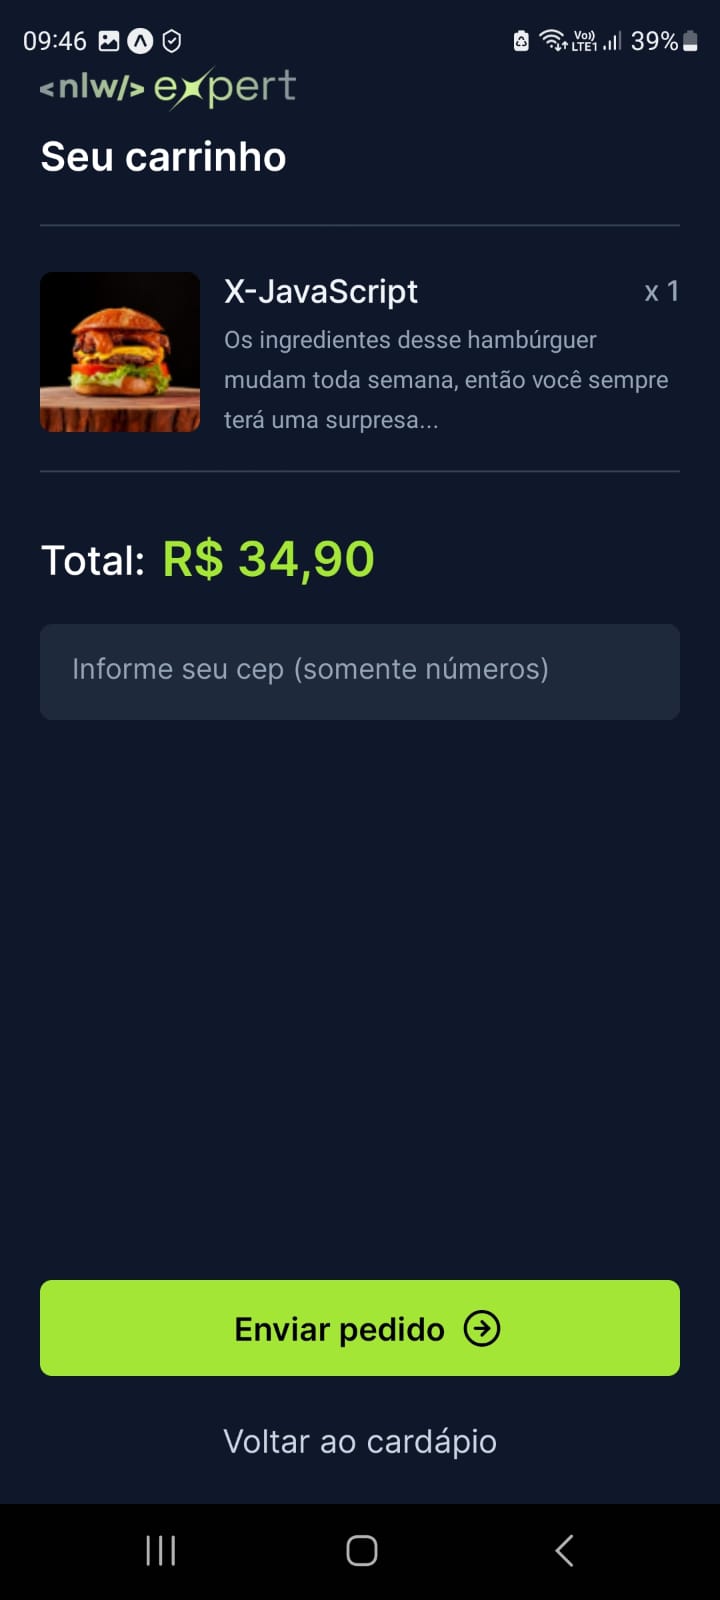 09:46
Vo))
LTE1
39%
<nlw/> expert
Seu carrinho
X-JavaScript
x 1
Os ingredientes desse hambúrguer
mudam toda semana, então você sempre
terá uma surpresa...
Total: R$ 34,90
Informe seu cep (somente números)
Enviar pedido
Voltar ao cardápio